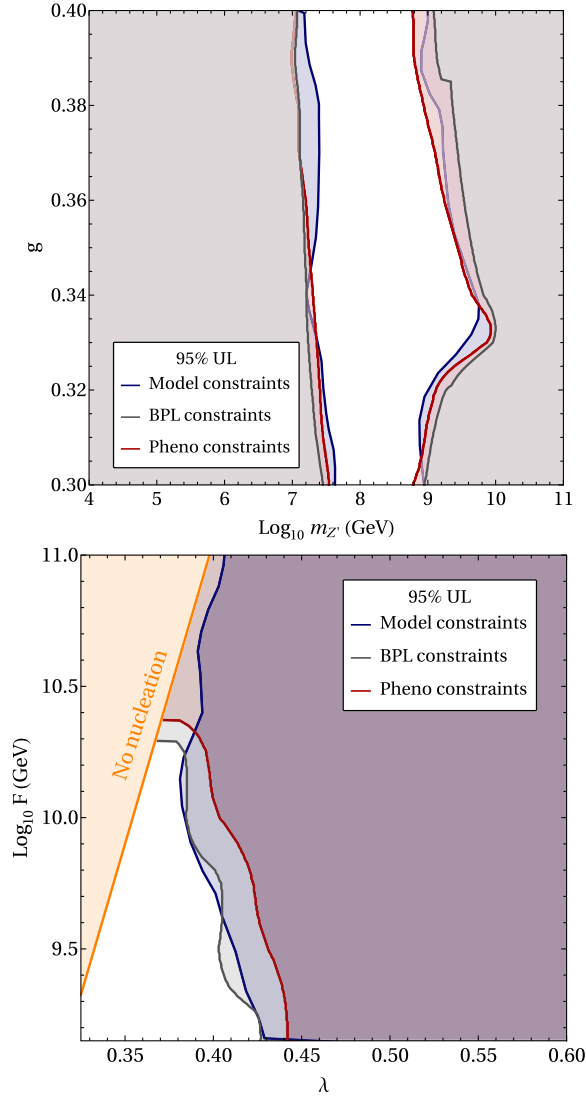 0.40
0.38
0.36
0.34
0.32
0.30
g
95% UL
Model constraints
BPL constraints
Pheno constraints
4 5 6 7 8 9 10 11
Log₁₀ m_Z' (GeV)
11.0
10.5
10.0
9.5
Log₁₀ F (GeV)
No nucleation
95% UL
Model constraints
BPL constraints
Pheno constraints
0.35 0.40 0.45 0.50 0.55 0.60
λ